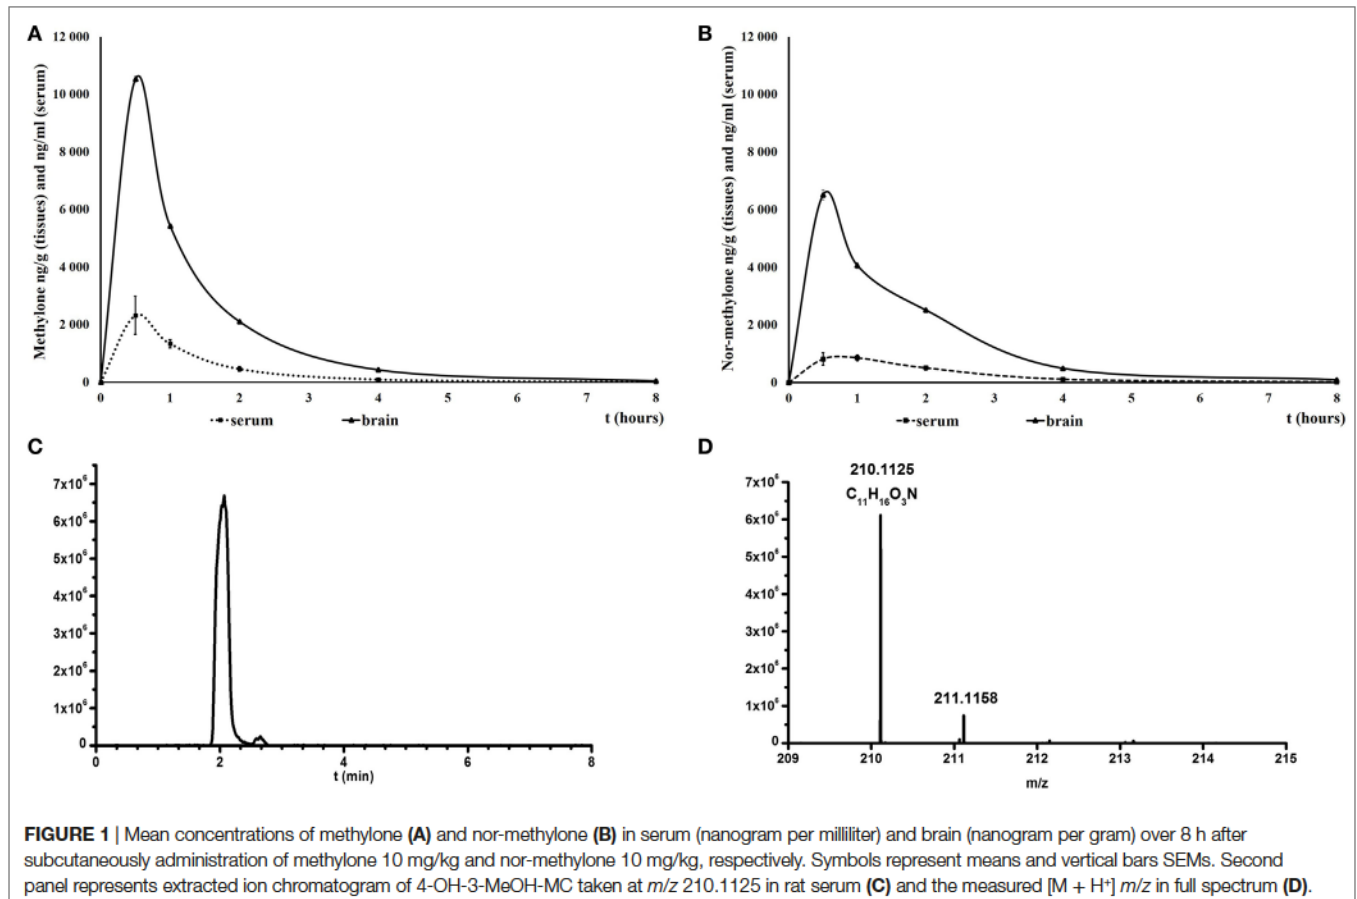 A
Methylone ng/g (tissues) and ng/ml (serum)
12 000
10 000
8 000
6 000
4 000
2 000
0
0 1 2 3 4 5 6 7 8
t (hours)
serum brain
B
Nor-methylone ng/g (tissues) and ng/ml (serum)
12 000
10 000
8 000
6 000
4 000
2 000
0
0 1 2 3 4 5 6 7 8
t (hours)
serum brain
C
7x10⁶
6x10⁶
5x10⁶
4x10⁶
3x10⁶
2x10⁶
1x10⁶
0
0 2 4 6 8
t (min)
D
210.1125
C₁₁H₁₆O₃N
7x10⁶
6x10⁶
5x10⁶
4x10⁶
3x10⁶
2x10⁶
1x10⁶
0
211.1158
209 210 211 212 213 214 215
m/z
FIGURE 1 | Mean concentrations of methylone (A) and nor-methylone (B) in serum (nanogram per milliliter) and brain (nanogram per gram) over 8 h after
subcutaneously administration of methylone 10 mg/kg and nor-methylone 10 mg/kg, respectively. Symbols represent means and vertical bars SEMs. Second
panel represents extracted ion chromatogram of 4-OH-3-MeOH-MC taken at m/z 210.1125 in rat serum (C) and the measured [M + H⁺] m/z in full spectrum (D).